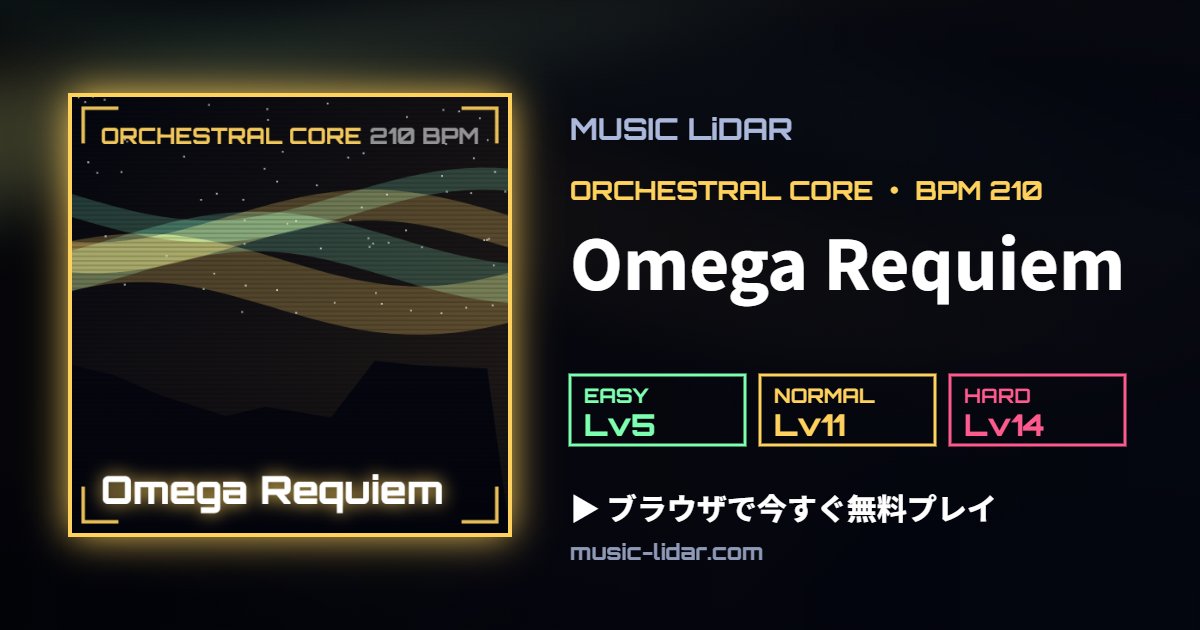 ORCHESTRAL CORE 210 BPM
Omega Requiem
MUSIC LiDAR
ORCHESTRAL CORE • BPM 210
Omega Requiem
EASY
Lv5
NORMAL
Lv11
HARD
Lv14
▶ ブラウザで今すぐ無料プレイ
music-lidar.com